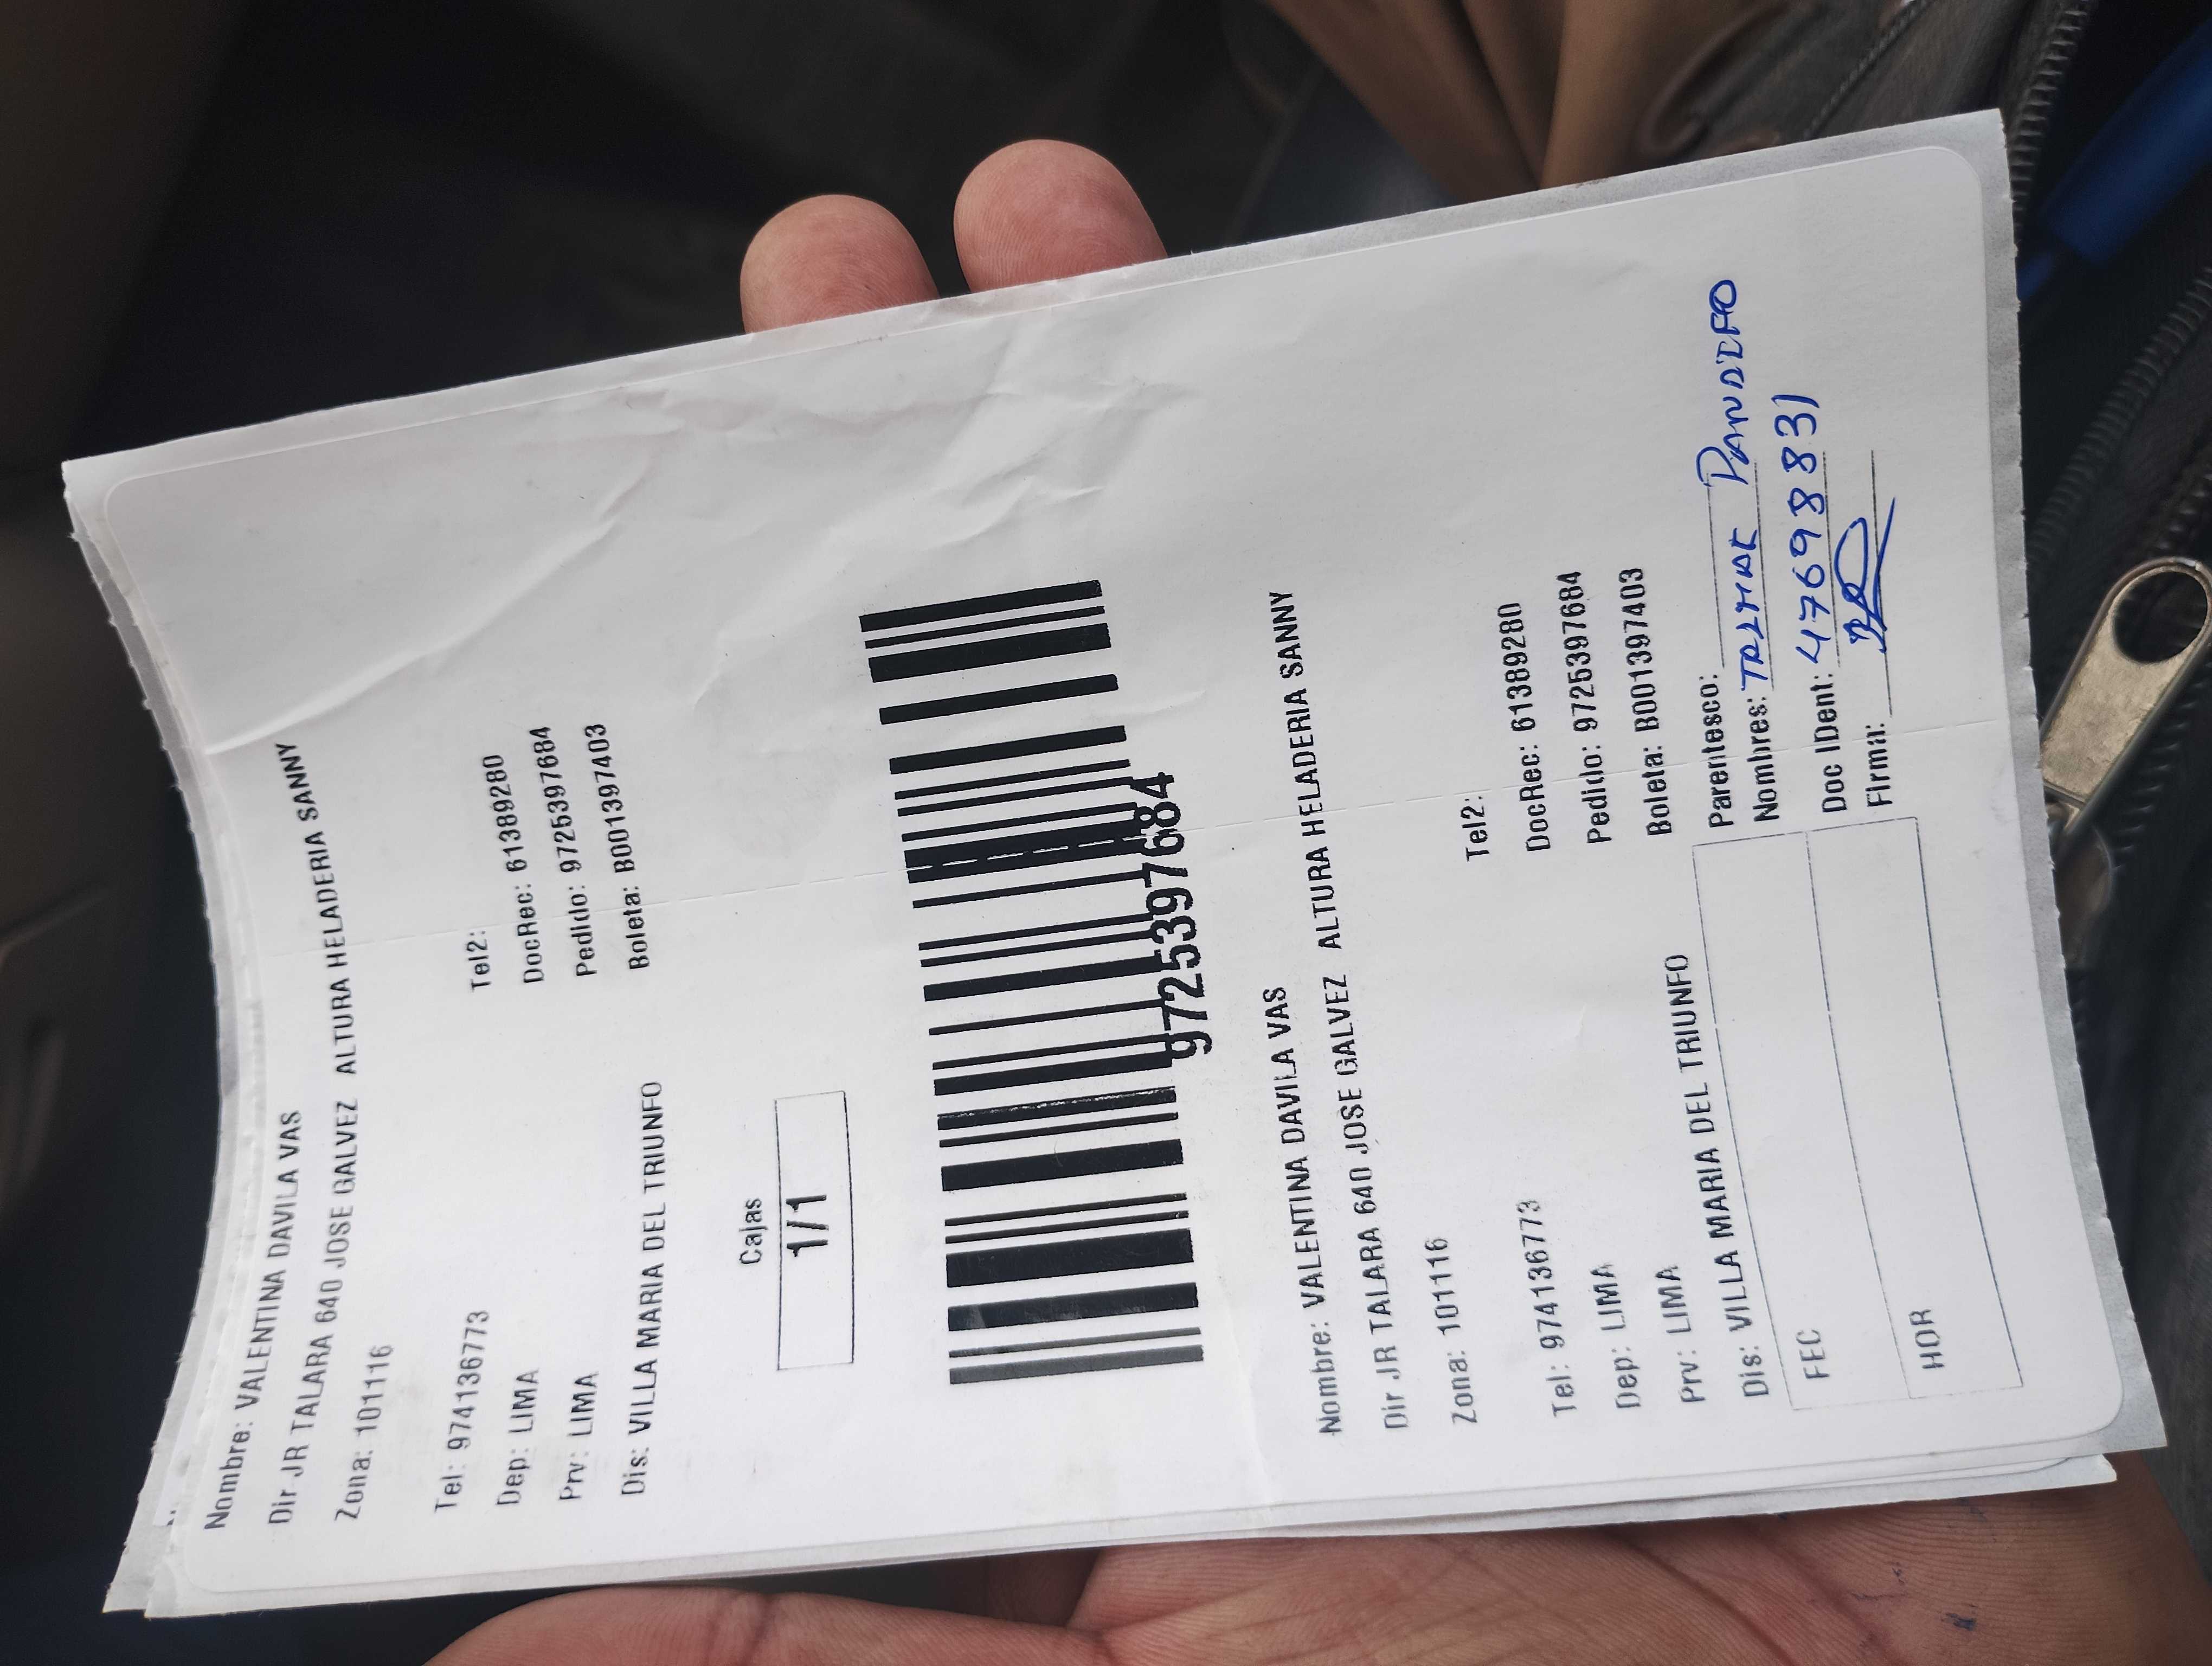 Nombre: VALENTINA DAVILA VAS
Dir JR TALARA 640 JOSE GALVEZ ALTURA HELADERIA SANNY
Zona: 101116
Tel: 974136773 Tel2:
Dep: LIMA DocRec: 61389280
Prv: LIMA Pedido: 9725397684
Dis: VILLA MARIA DEL TRIUNFO Boleta: B001397403
Cajas
1/1
9725397684
Nombre: VALENTINA DAVILA VAS
Dir JR TALARA 640 JOSE GALVEZ ALTURA HELADERIA SANNY
Zona: 101116
Tel: 974136773 Tel2:
Dep: LIMA DocRec: 61389280
Prv: LIMA Pedido: 9725397684
Dis: VILLA MARIA DEL TRIUNFO Boleta: B001397403
FEC
HOR
Parentesco:
Nombres:
Doc IDent: 47698831
Firma: